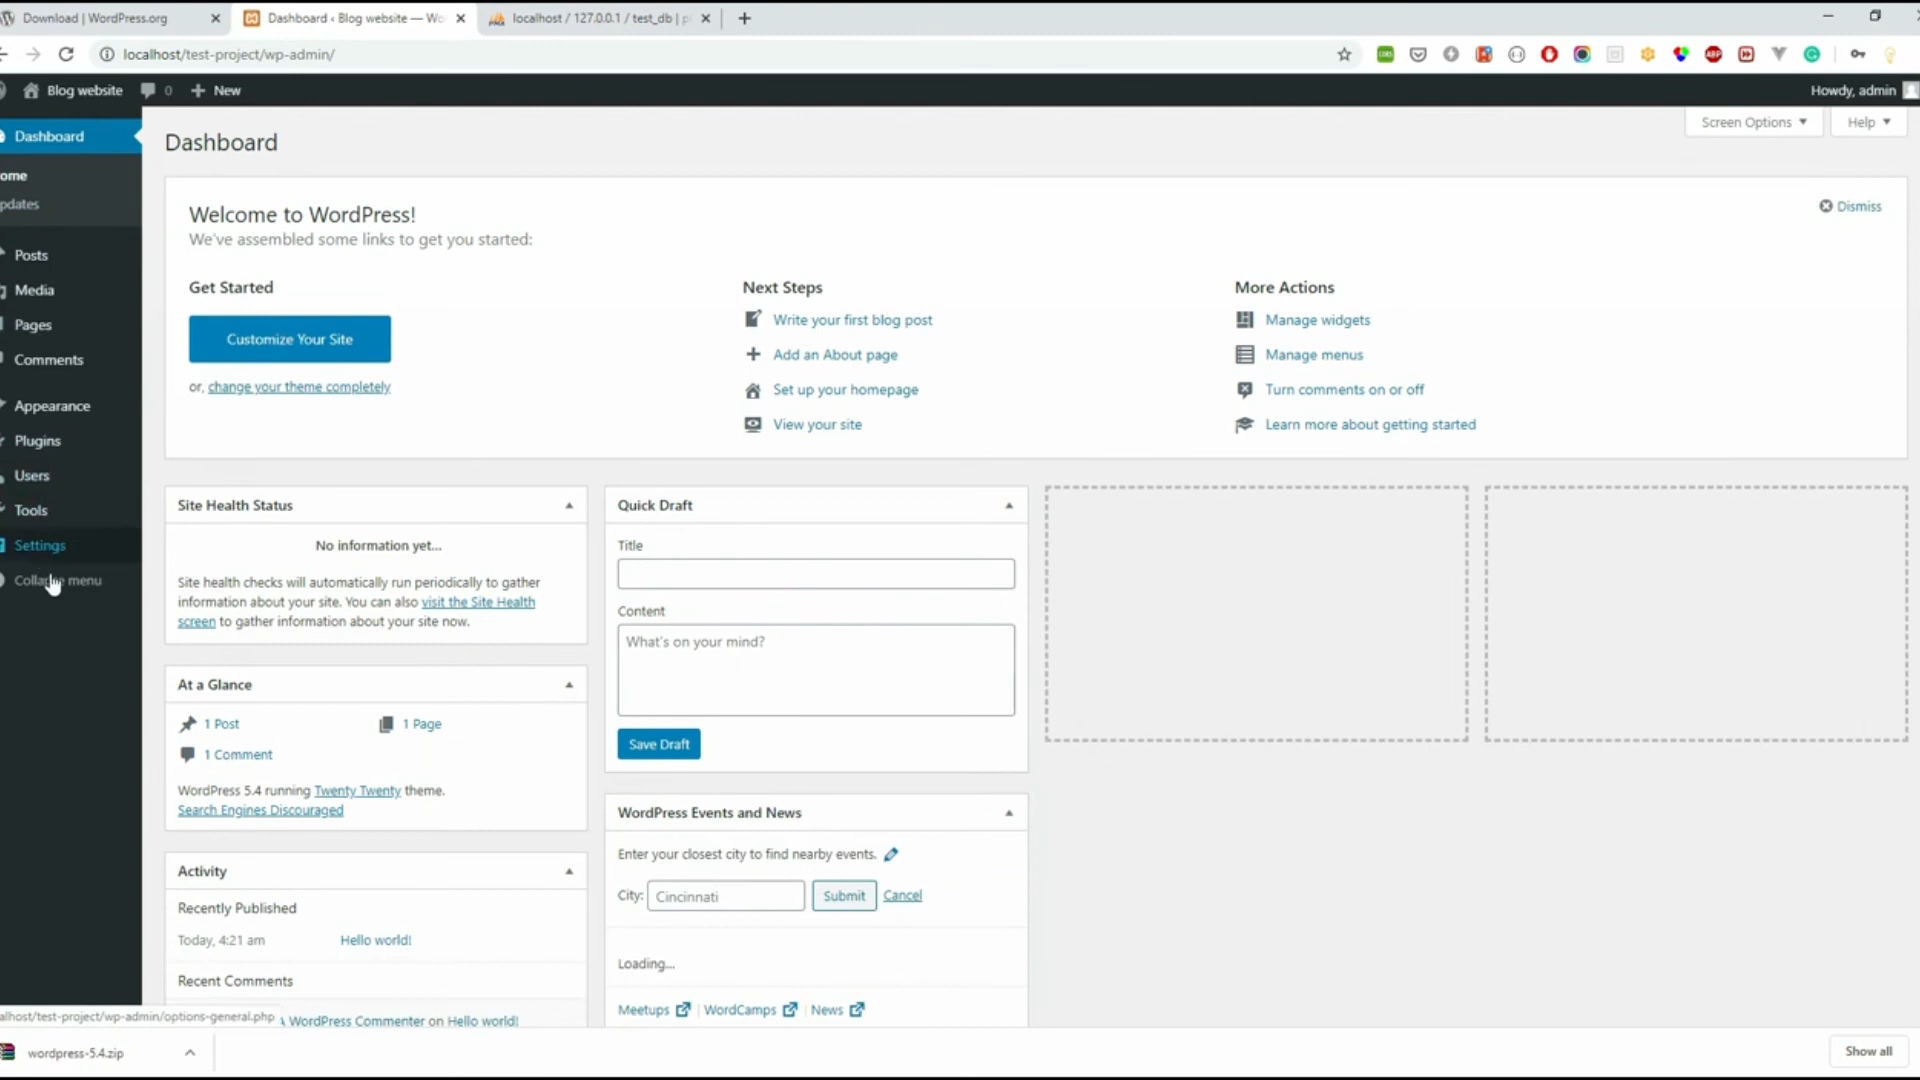 Download | WordPress.org
Dashboard ‹ Blog website — Wo
localhost / 127.0.0.1 / test_db | p
localhost/test-project/wp-admin/
Blog website 0 New
Howdy, admin
Dashboard
ome
pdates
Posts
Media
Pages
Comments
Appearance
Plugins
Users
Tools
Settings
Collapse menu
Dashboard
Screen Options
Help
Welcome to WordPress!
We've assembled some links to get you started:
Dismiss
Get Started
Customize Your Site
or, change your theme completely
Next Steps
Write your first blog post
Add an About page
Set up your homepage
View your site
More Actions
Manage widgets
Manage menus
Turn comments on or off
Learn more about getting started
Site Health Status
No information yet...
Site health checks will automatically run periodically to gather
information about your site. You can also visit the Site Health
screen to gather information about your site now.
At a Glance
1 Post
1 Page
1 Comment
WordPress 5.4 running Twenty Twenty theme.
Search Engines Discouraged
Activity
Recently Published
Today, 4:21 am
Hello world!
Recent Comments
A WordPress Commenter on Hello world!
Quick Draft
Title
Content
What's on your mind?
Save Draft
WordPress Events and News
Enter your closest city to find nearby events.
City: Cincinnati Submit Cancel
Loading...
Meetups | WordCamps | News
alhost/test-project/wp-admin/options-general.php
wordpress-5.4.zip
Show all